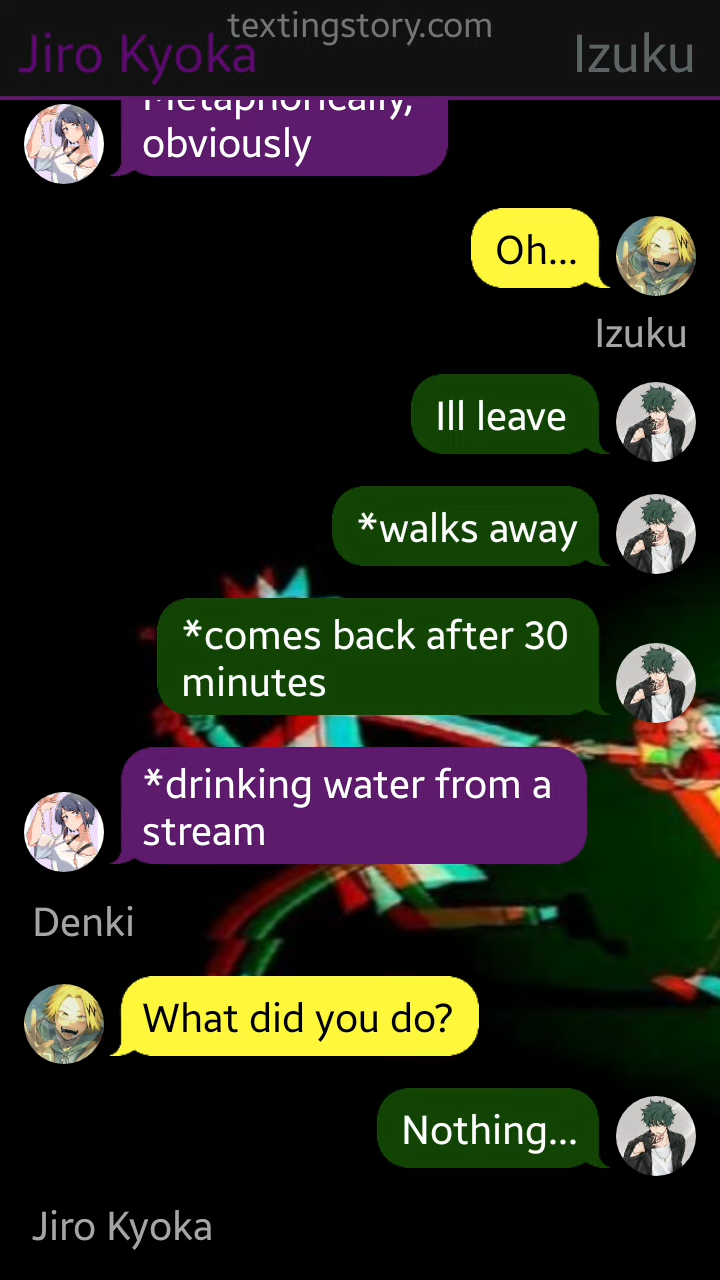 textingstory.com
Jiro Kyoka
Izuku
Metaphorically,
obviously
Oh...
Izuku
Ill leave
*walks away
*comes back after 30
minutes
*drinking water from a
stream
Denki
What did you do?
Nothing...
Jiro Kyoka